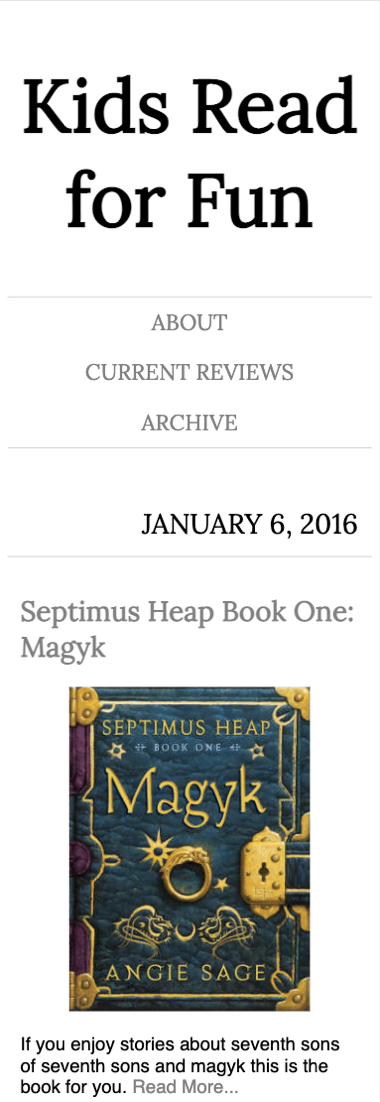 Kids Read
for Fun
ABOUT
CURRENT REVIEWS
ARCHIVE
JANUARY 6, 2016
Septimus Heap Book One:
Magyk
SEPTIMUS HEAP
BOOK ONE
Magyk
ANGIE SAGE
If you enjoy stories about seventh sons
of seventh sons and magyk this is the
book for you. Read More...